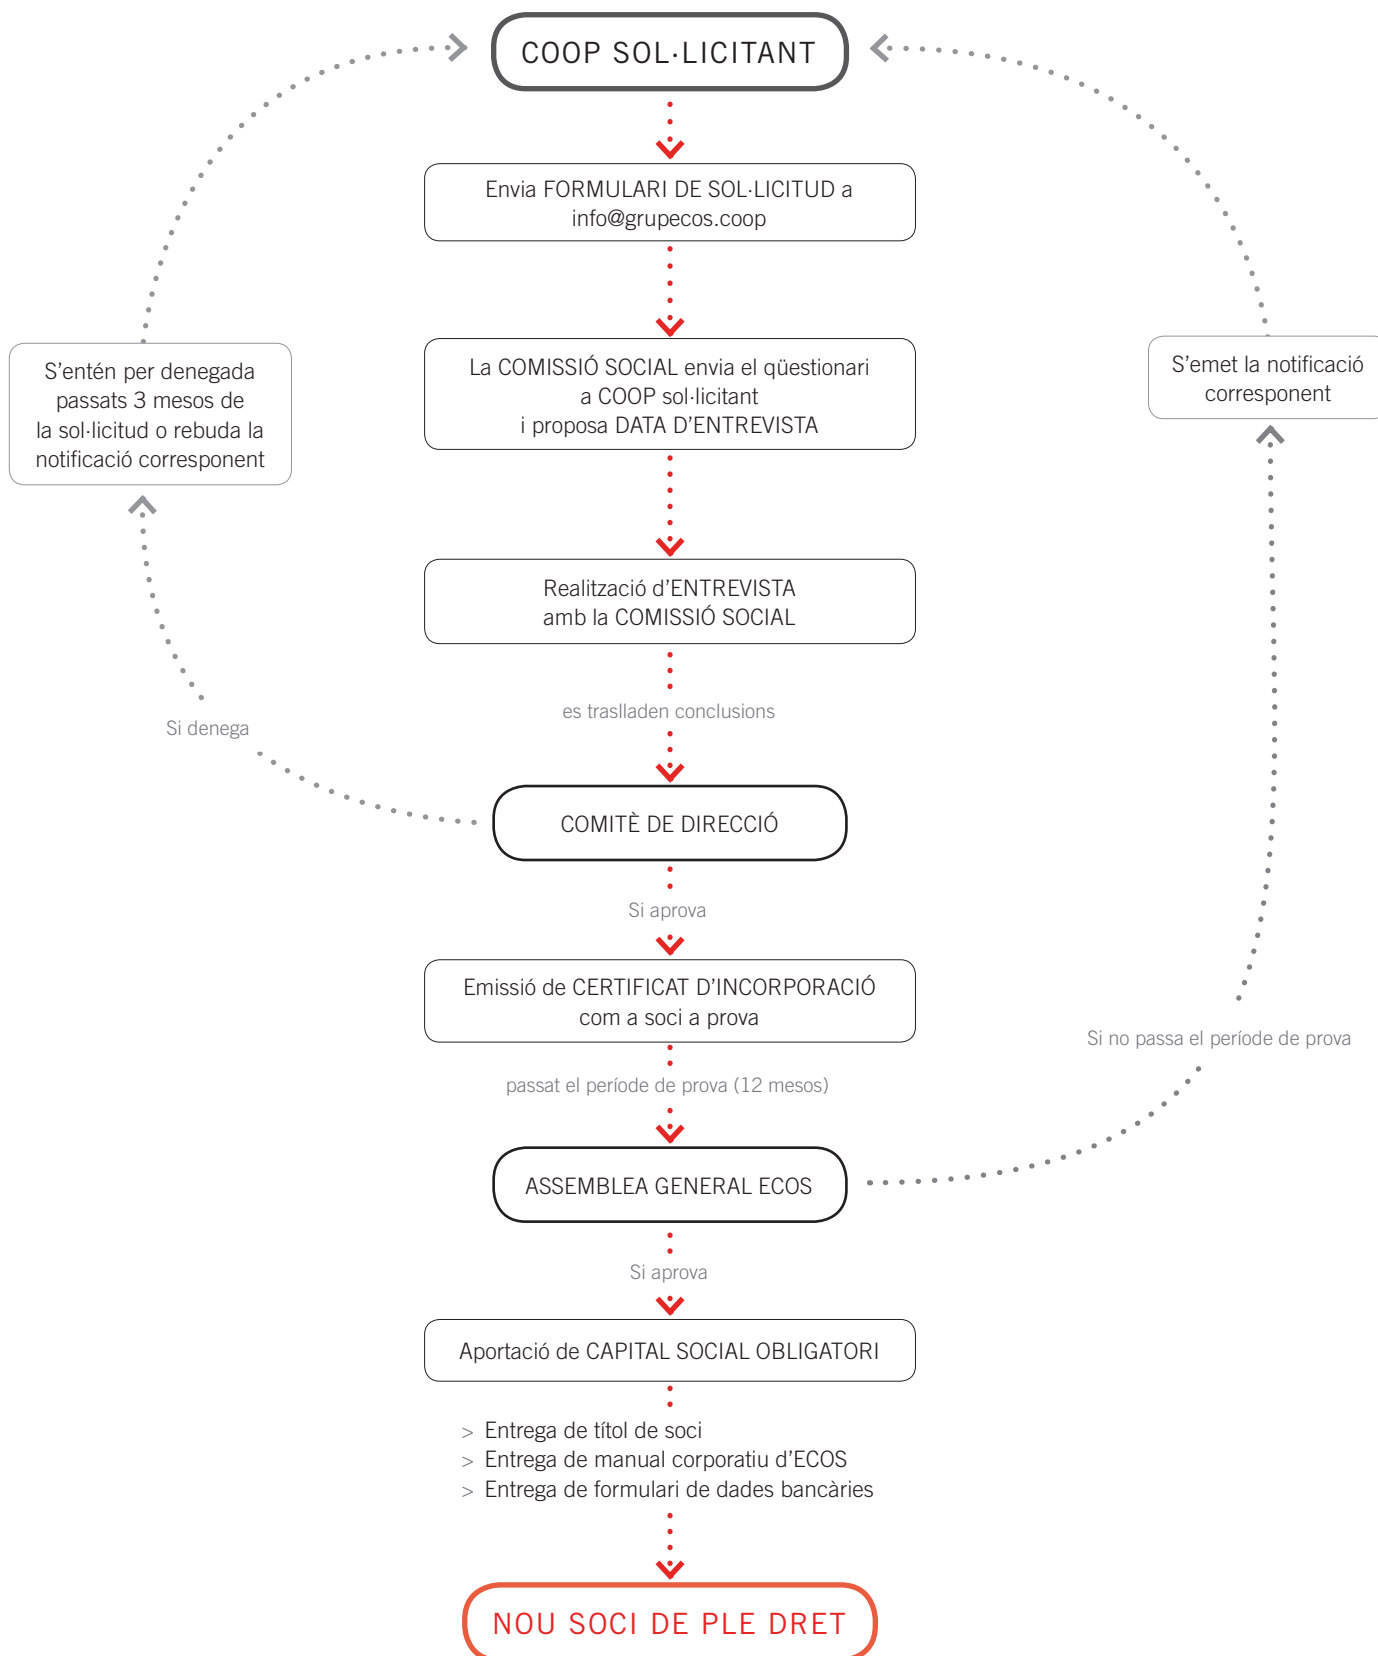 COOP SOL·LICITANT
Envia FORMULARI DE SOL·LICITUD a
info@grupecos.coop
S’entén per denegada
passats 3 mesos de
la sol·licitud o rebuda la
notificació corresponent
La COMISSIÓ SOCIAL envia el qüestionari
a COOP sol·licitant
i proposa DATA D’ENTREVISTA
S’emet la notificació
corresponent
Realització d’ENTREVISTA
amb la COMISSIÓ SOCIAL
es traslladen conclusions
Si denega
COMITÈ DE DIRECCIÓ
Si aprova
Emissió de CERTIFICAT D’INCORPORACIÓ
com a soci a prova
Si no passa el període de prova
passat el període de prova (12 mesos)
ASSEMBLEA GENERAL ECOS
Si aprova
Aportació de CAPITAL SOCIAL OBLIGATORI
> Entrega de títol de soci
> Entrega de manual corporatiu d’ECOS
> Entrega de formulari de dades bancàries
NOU SOCI DE PLE DRET